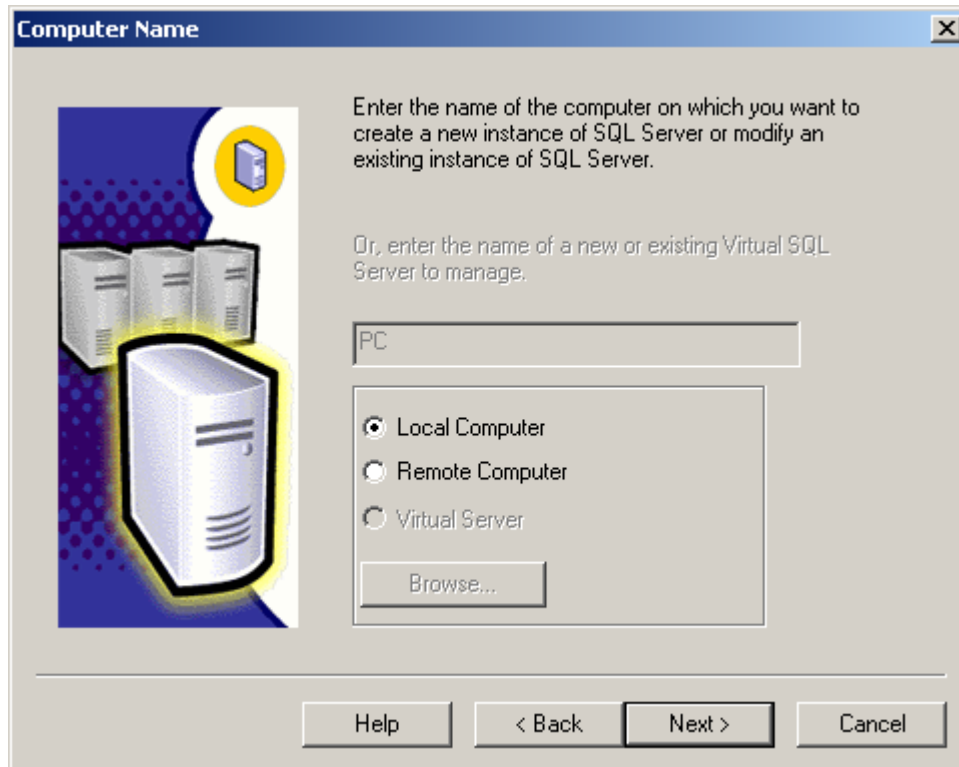 Computer Name
Enter the name of the computer on which you want to
create a new instance of SQL Server or modify an
existing instance of SQL Server.
Or, enter the name of a new or existing Virtual SQL
Server to manage.
PC
Local Computer
Remote Computer
Virtual Server
Browse...
Help
< Back
Next >
Cancel